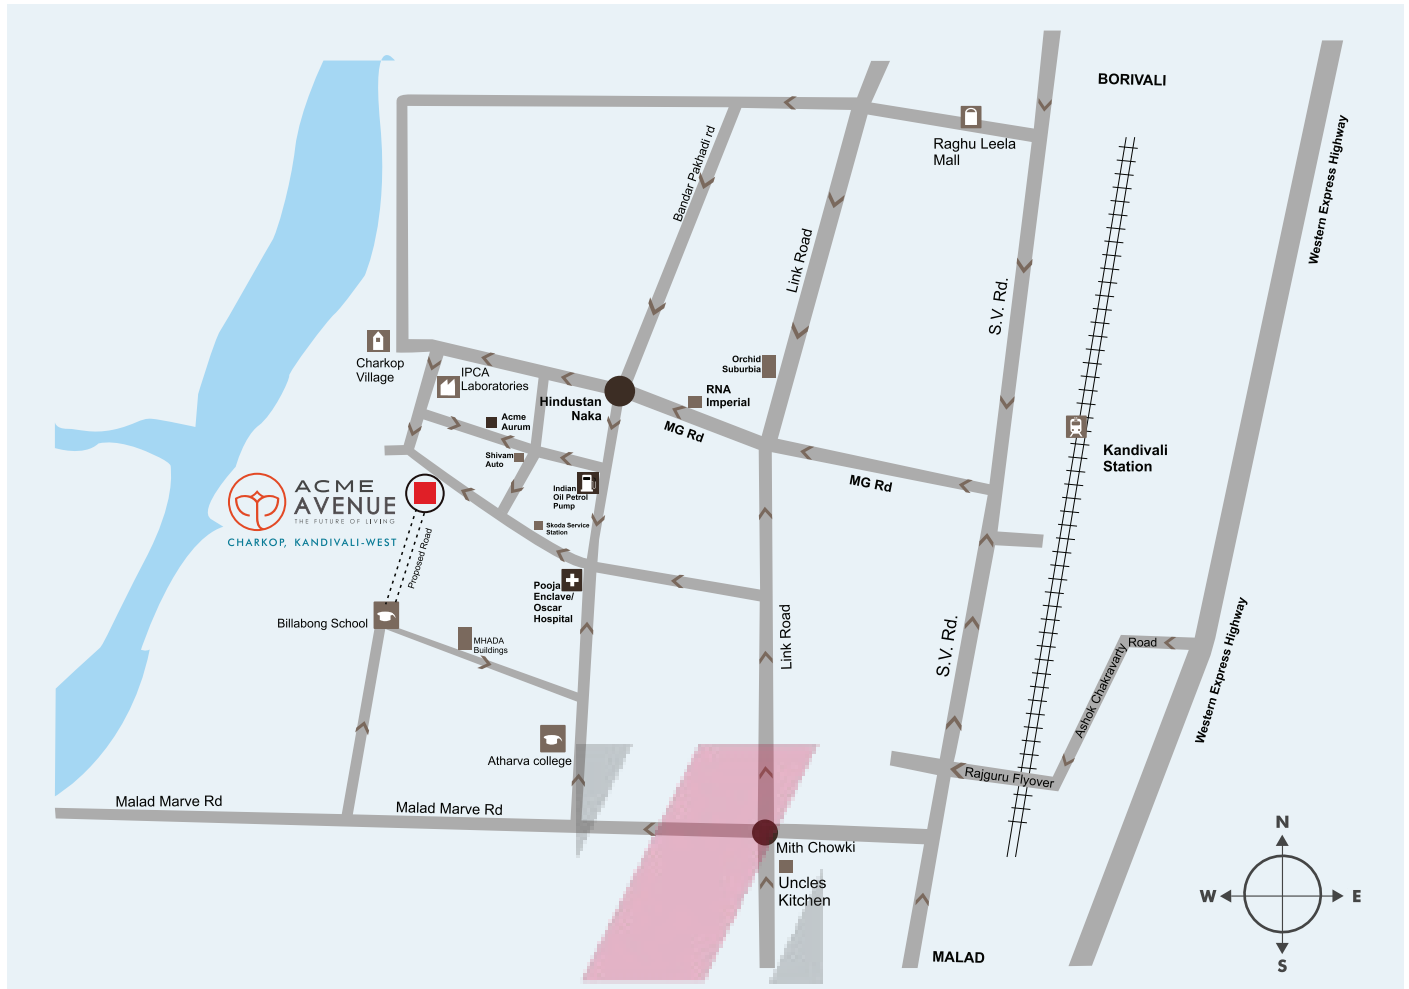 BORIVALI
Western Express Highway
Raghu Leela
Mall
Bandar Pakhadi rd
Link Road
S.V. Rd.
Charkop
Village
IPCA
Laboratories
Orchid
Suburbia
RNA
Imperial
Hindustan
Naka
Acme
Aurum
MG Rd
Shivam
Auto
MG Rd
Kandivali
Station
ACME
AVENUE
THE FUTURE OF LIVING
CHARKOP, KANDIVALI-WEST
Indian
Oil Petrol
Pump
Skoda Service
Station
Proposed Road
Pooja
Enclave/
Oscar
Hospital
Billabong School
MHADA
Buildings
Link Road
S.V. Rd.
Road
Ashok Chakravarty
Western Express Highway
Atharva college
Rajguru Flyover
Malad Marve Rd
Malad Marve Rd
Mith Chowki
Uncles
Kitchen
MALAD
N
W
E
S